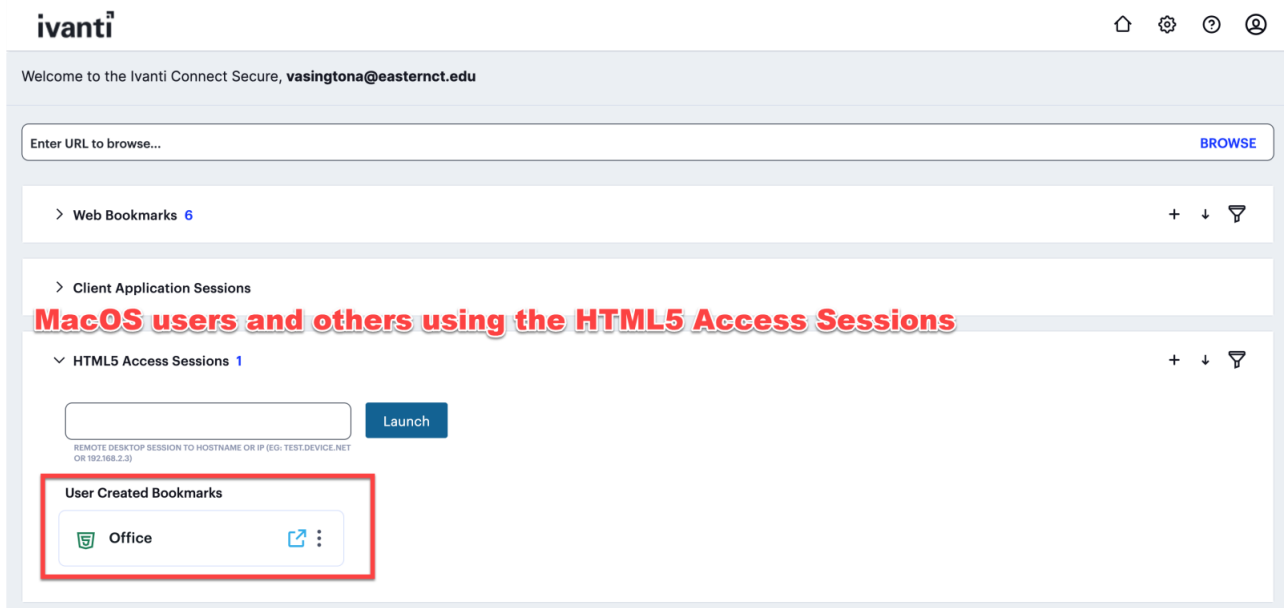 ivanti
Welcome to the Ivanti Connect Secure, vasingtona@easternct.edu
Enter URL to browse...
BROWSE
Web Bookmarks 6
Client Application Sessions
MacOS users and others using the HTML5 Access Sessions
HTML5 Access Sessions 1
Launch
REMOTE DESKTOP SESSION TO HOSTNAME OR IP (EG: TEST.DEVICE.NET
OR 192.168.2.3)
User Created Bookmarks
Office